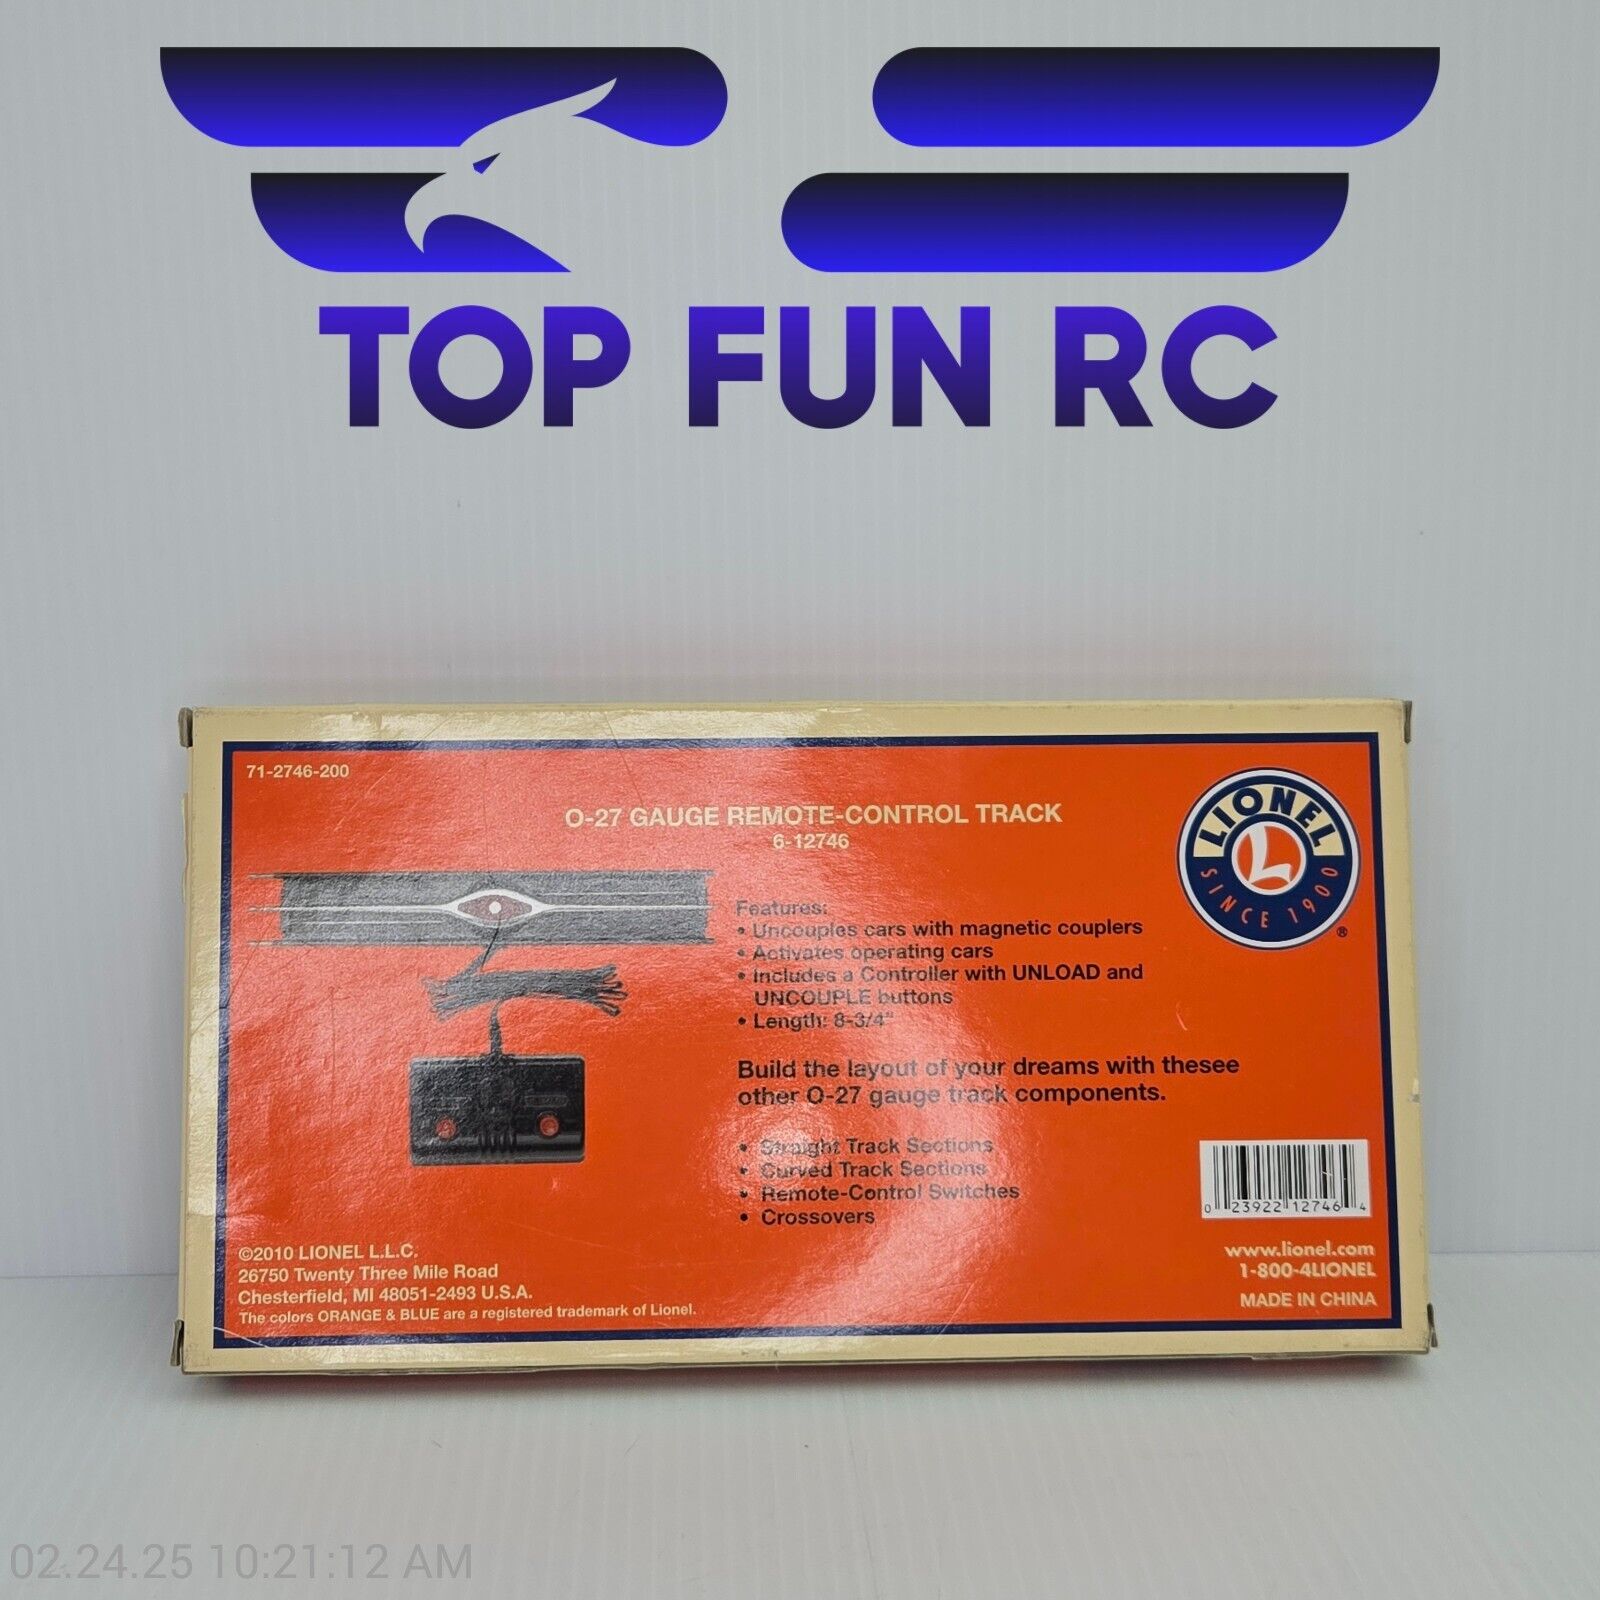 TOP FUN RC
71-2746-200
O-27 GAUGE REMOTE-CONTROL TRACK
6-12746
LIONEL
L
SINCE 1900
®
Features:
• Uncouples cars with magnetic couplers
• Activates operating cars
• Includes a Controller with UNLOAD and
UNCOUPLE buttons
• Length: 8-3/4"
Build the layout of your dreams with thesee
other O-27 gauge track components.
• Straight Track Sections
• Curved Track Sections
• Remote-Control Switches
• Crossovers
0 23922 12746 4
©2010 LIONEL L.L.C.
26750 Twenty Three Mile Road
Chesterfield, MI 48051-2493 U.S.A.
The colors ORANGE & BLUE are a registered trademark of Lionel.
www.lionel.com
1-800-4LIONEL
MADE IN CHINA
02.24.25 10:21:12 AM